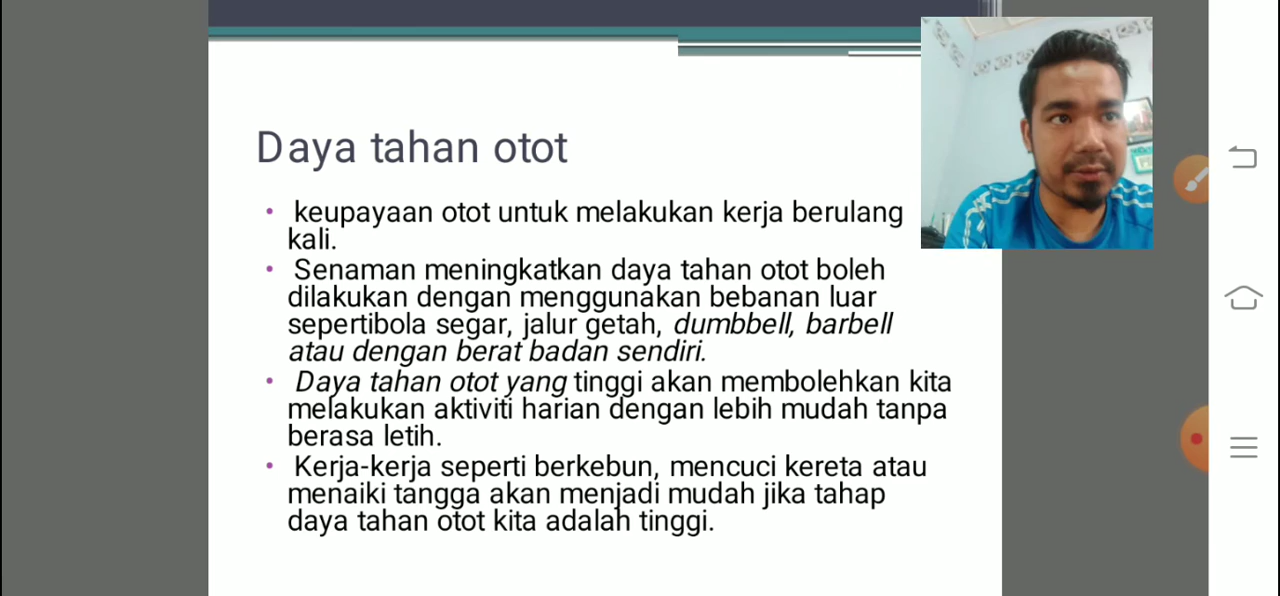 Daya tahan otot
• keupayaan otot untuk melakukan kerja berulang
kali.
• Senaman meningkatkan daya tahan otot boleh
dilakukan dengan menggunakan bebanan luar
sepertibola segar, jalur getah, dumbbell, barbell
atau dengan berat badan sendiri.
• Daya tahan otot yang tinggi akan membolehkan kita
melakukan aktiviti harian dengan lebih mudah tanpa
berasa letih.
• Kerja-kerja seperti berkebun, mencuci kereta atau
menaiki tangga akan menjadi mudah jika tahap
daya tahan otot kita adalah tinggi.